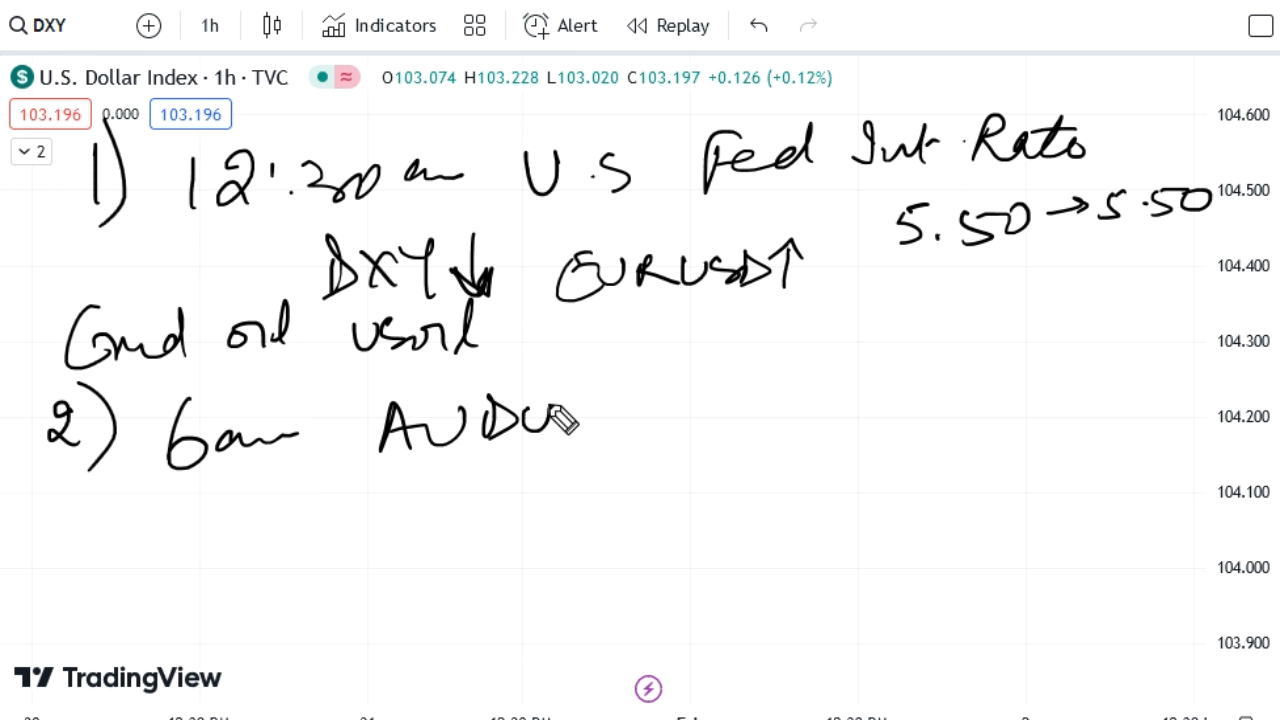 DXY 1h Indicators Alert Replay
U.S. Dollar Index · 1h · TVC O103.074 H103.228 L103.020 C103.197 +0.126 (+0.12%)
103.196 0.000 103.196
2
1) 12:30 am U.S Fed Int. Rate
5.50 → 5.50
DXY ↓ EURUSD ↑
oil usoil
2) 6am AUDU
104.600
104.500
104.400
104.300
104.200
104.100
104.000
103.900
TradingView